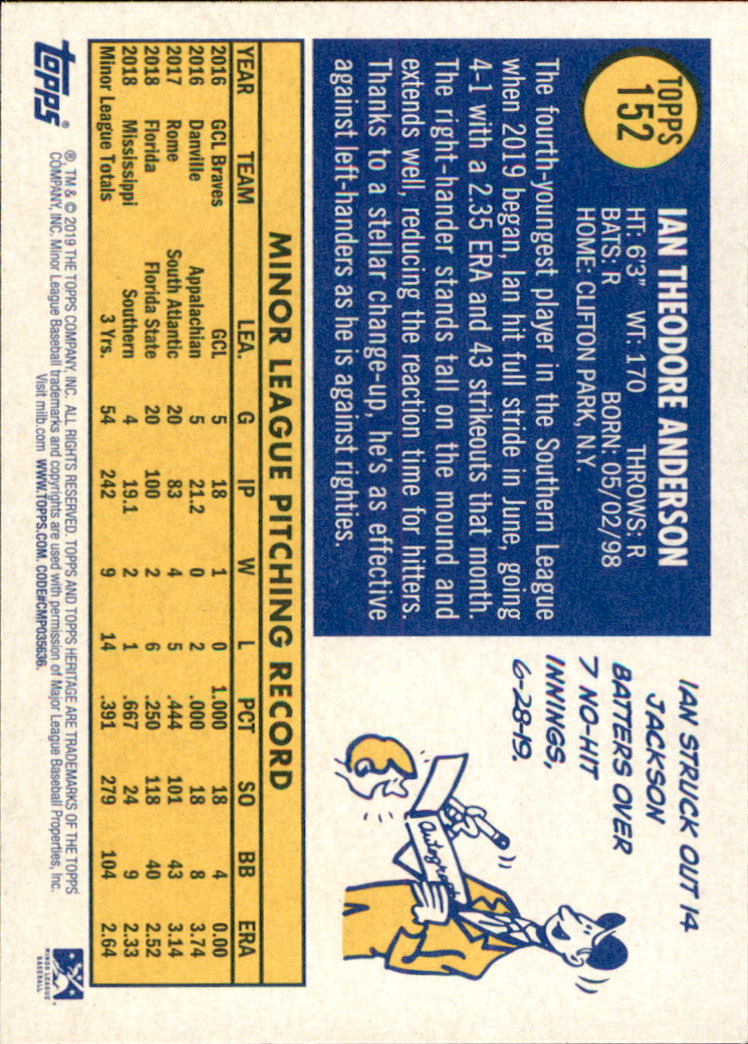 TOPPS
152
IAN THEODORE ANDERSON
HT: 6'3" WT: 170 THROWS: R
BATS: R BORN: 05/02/98
HOME: CLIFTON PARK, N.Y.
The fourth-youngest player in the Southern League
when 2019 began, Ian hit full stride in June, going
4-1 with a 2.35 ERA and 43 strikeouts that month.
The right-hander stands tall on the mound and
extends well, reducing the reaction time for hitters.
Thanks to a stellar change-up, he's as effective
against left-handers as he is against righties.
IAN STRUCK OUT 14
JACKSON
BATTERS OVER
7 NO-HIT
INNINGS,
6-28-19.
Autograph
MINOR LEAGUE PITCHING RECORD
YEAR TEAM LEA. G IP W L PCT SO BB ERA
2016 GCL Braves GCL 5 18 1 0 1.000 18 4 0.00
2016 Danville Appalachian 5 21.2 0 2 .000 18 8 3.74
2017 Rome South Atlantic 20 83 4 5 .444 101 43 3.14
2018 Florida Florida State 20 100 2 6 .250 118 40 2.52
2018 Mississippi Southern 4 19.1 2 1 .667 24 9 2.33
Minor League Totals 3 Yrs. 54 242 9 14 .391 279 104 2.64
topps®
®, TM & © 2019 THE TOPPS COMPANY, INC. ALL RIGHTS RESERVED. TOPPS AND TOPPS HERITAGE ARE TRADEMARKS OF THE TOPPS
COMPANY, INC. Minor League Baseball trademarks and copyrights are used with permission of Major League Baseball Properties, Inc.
Visit milb.com WWW.TOPPS.COM. CODE#CMP035636.
MINOR LEAGUE
BASEBALL